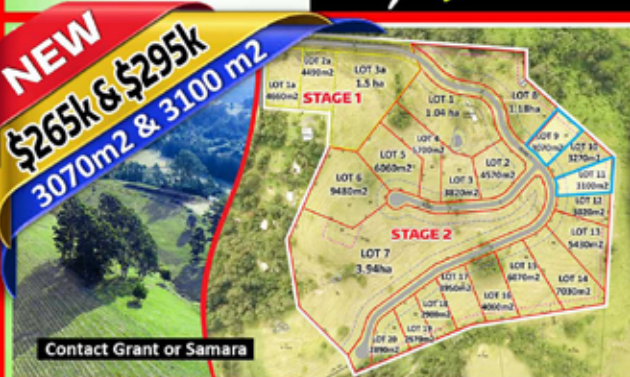 NEW
$265k & $295k
3070m2 & 3100 m2
LOT 1a
4660m2
LOT 2a
4490m2
LOT 3a
1.5 ha
STAGE 1
LOT 1
1.04 ha
LOT 8
1.18ha
LOT 9
3070m2
LOT 10
3270m2
LOT 11
3100m2
LOT 12
LOT 4
5700m2
LOT 5
6060m2
LOT 6
9480m2
LOT 2
4570m2
LOT 3
3820m2
STAGE 2
LOT 7
3.94ha
LOT 13
5430m2
LOT 14
7030m2
LOT 15
6070m2
LOT 16
4060m2
LOT 17
LOT 18
LOT 19
LOT 20
Contact Grant or Samara